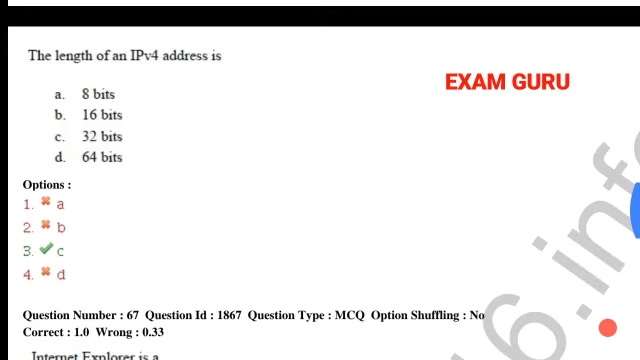 The length of an IPv4 address is
EXAM GURU
a. 8 bits
b. 16 bits
c. 32 bits
d. 64 bits
Options :
1. ✖ a
2. ✖ b
3. ✔ c
4. ✖ d
Question Number : 67 Question Id : 1867 Question Type : MCQ Option Shuffling : No
Correct : 1.0 Wrong : 0.33
Internet Explorer is a
6.info